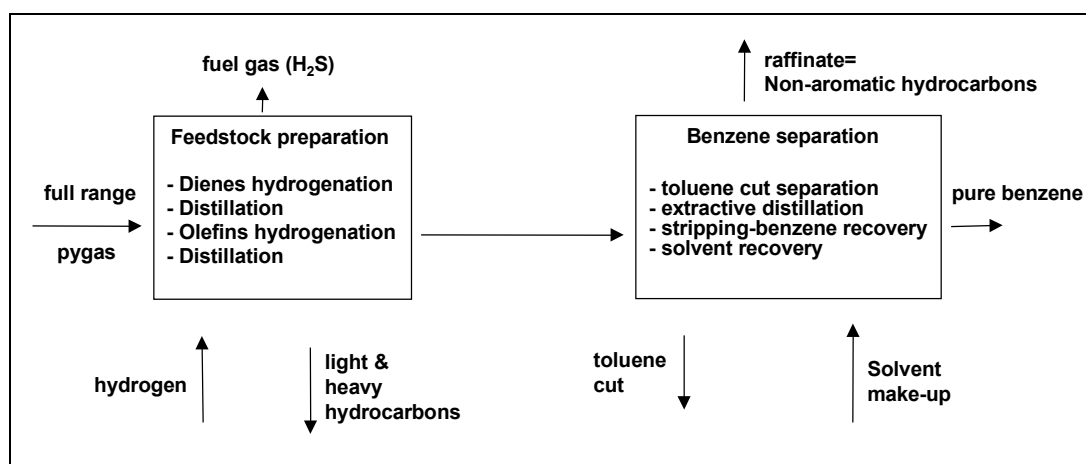 fuel gas (H₂S)
raffinate=
Non-aromatic hydrocarbons
full range
pygas
Feedstock preparation
- Dienes hydrogenation
- Distillation
- Olefins hydrogenation
- Distillation
Benzene separation
- toluene cut separation
- extractive distillation
- stripping-benzene recovery
- solvent recovery
pure benzene
hydrogen
light &
heavy
hydrocarbons
toluene
cut
Solvent
make-up